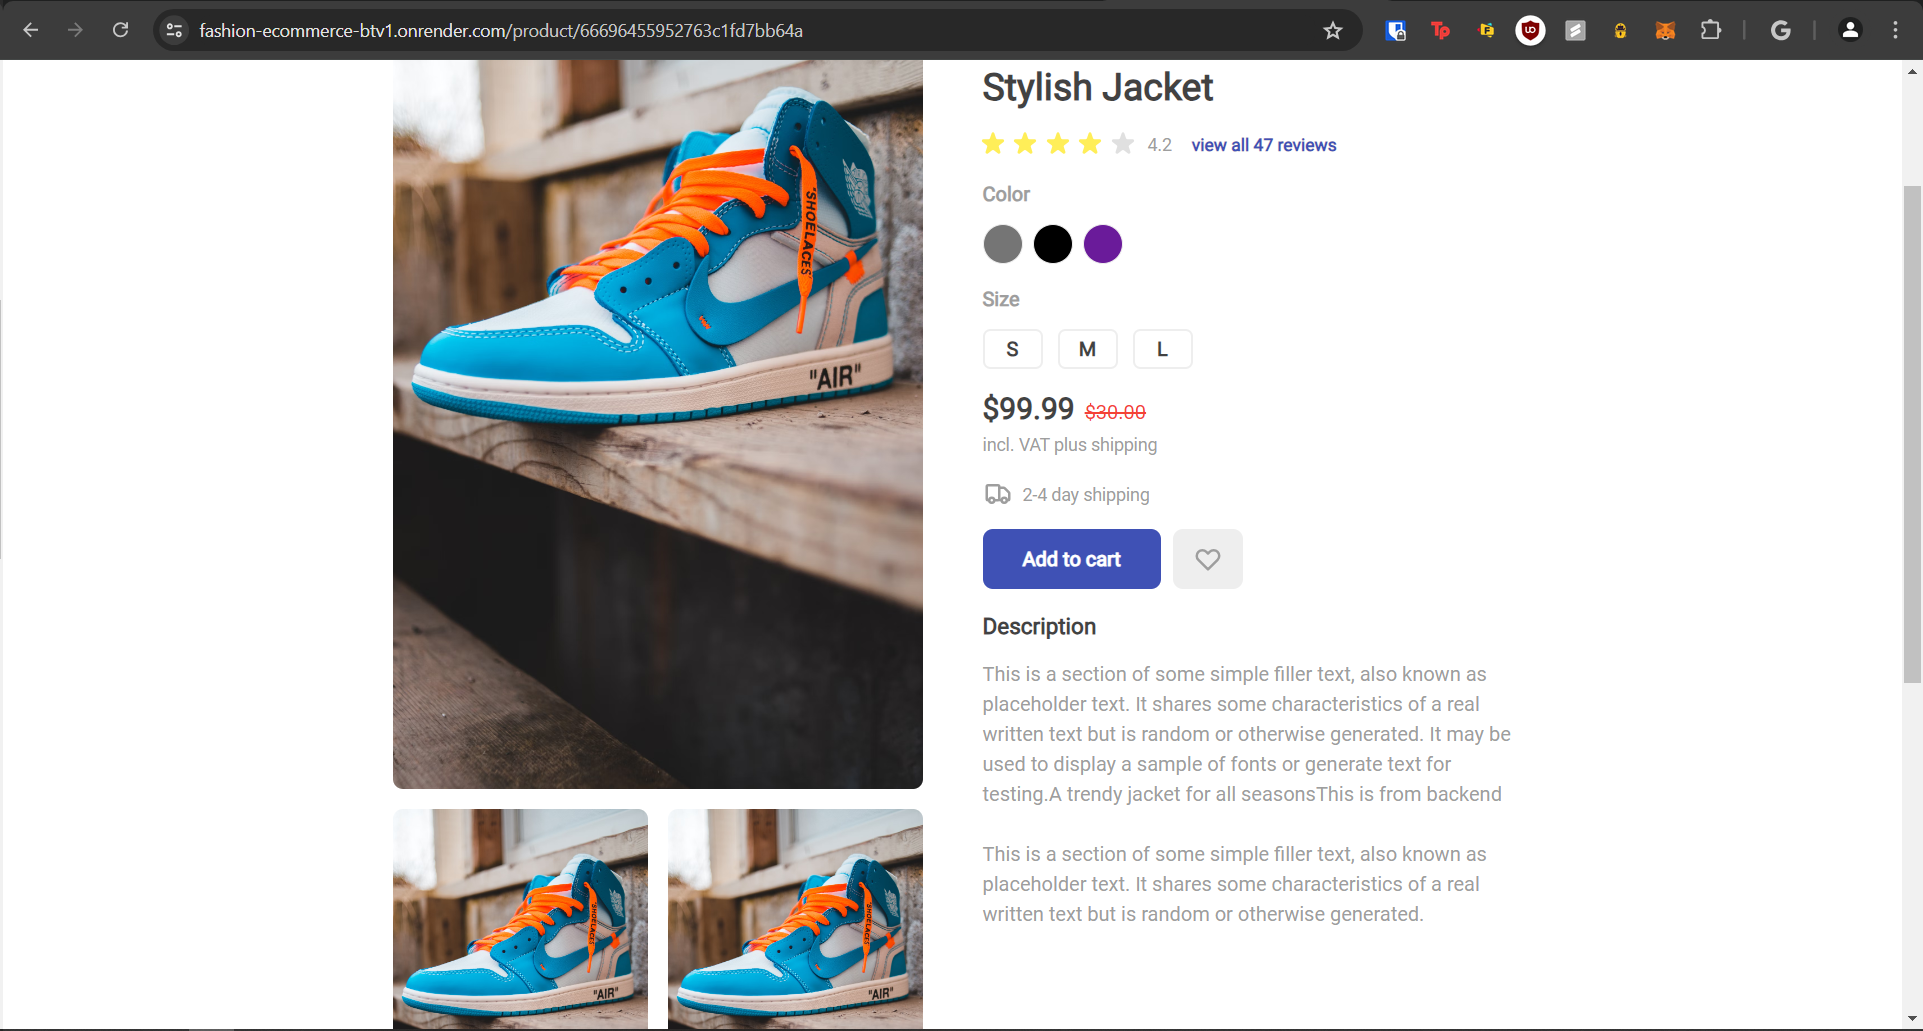 fashion-ecommerce-btv1.onrender.com/product/66696455952763c1fd7bb64a
Stylish Jacket
4.2 view all 47 reviews
Color
Size
S M L
$99.99 $30.00
incl. VAT plus shipping
2-4 day shipping
Add to cart
Description
This is a section of some simple filler text, also known as
placeholder text. It shares some characteristics of a real
written text but is random or otherwise generated. It may be
used to display a sample of fonts or generate text for
testing.A trendy jacket for all seasonsThis is from backend
This is a section of some simple filler text, also known as
placeholder text. It shares some characteristics of a real
written text but is random or otherwise generated.
"SHOELACES"
"AIR"
"SHOELACES"
"AIR"
"SHOELACES"
"AIR"